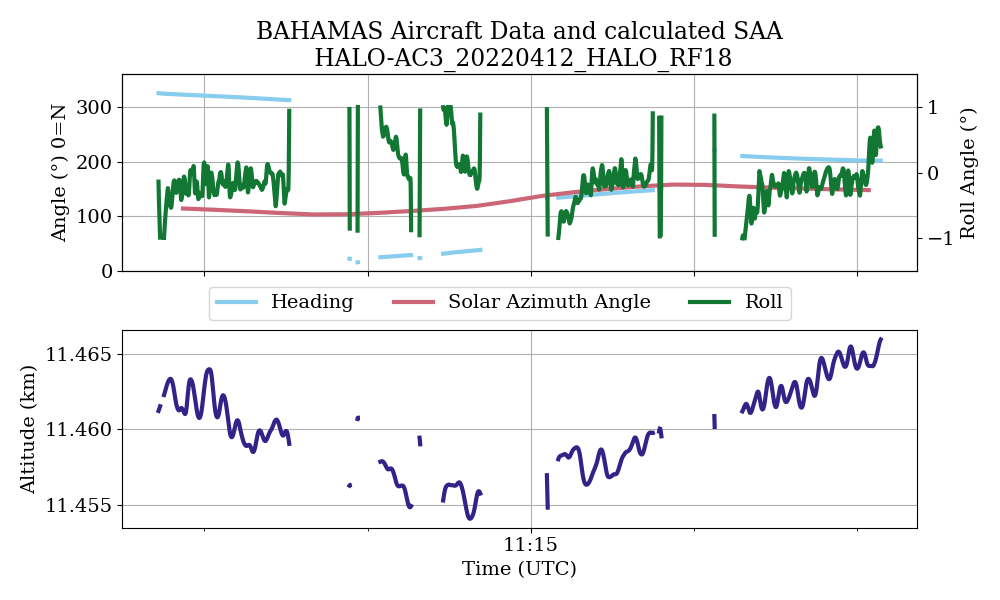 BAHAMAS Aircraft Data and calculated SAA
HALO-AC3_20220412_HALO_RF18
Angle (°) 0=N
300
200
100
0
Roll Angle (°)
1
0
−1
Heading
Solar Azimuth Angle
Roll
Altitude (km)
11.465
11.460
11.455
11:15
Time (UTC)